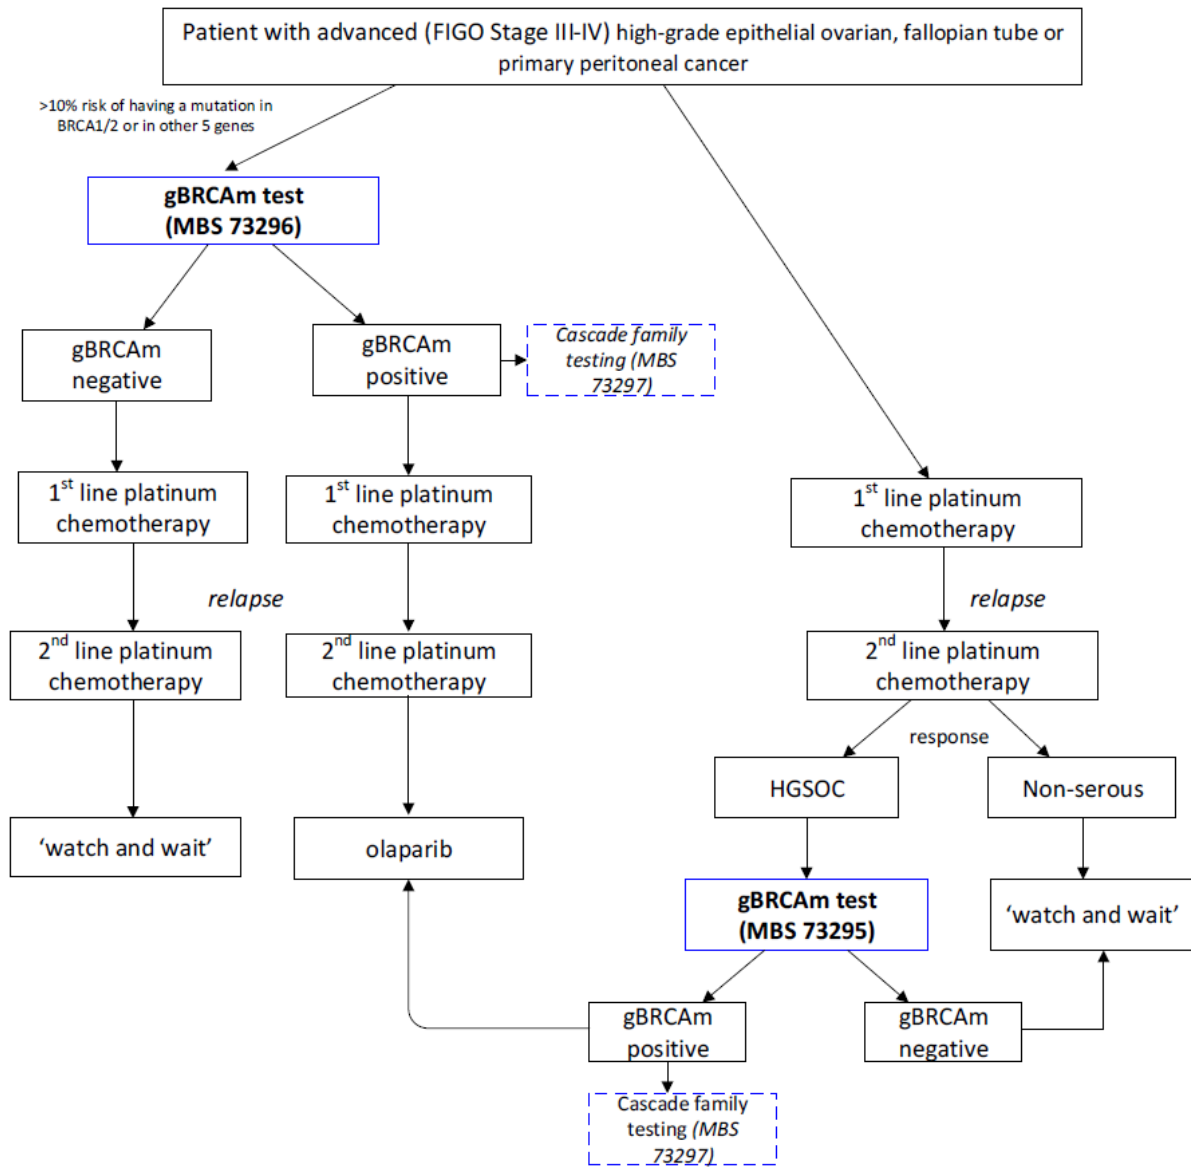 Patient with advanced (FIGO Stage III-IV) high-grade epithelial ovarian, fallopian tube or
primary peritoneal cancer
>10% risk of having a mutation in
BRCA1/2 or in other 5 genes
gBRCAm test
(MBS 73296)
gBRCAm
negative
gBRCAm
positive
Cascade family
testing (MBS
73297)
1st line platinum
chemotherapy
1st line platinum
chemotherapy
1st line platinum
chemotherapy
relapse
relapse
2nd line platinum
chemotherapy
2nd line platinum
chemotherapy
2nd line platinum
chemotherapy
response
HGSOC
Non-serous
‘watch and wait’
olaparib
gBRCAm test
(MBS 73295)
‘watch and wait’
gBRCAm
positive
gBRCAm
negative
Cascade family
testing (MBS
73297)